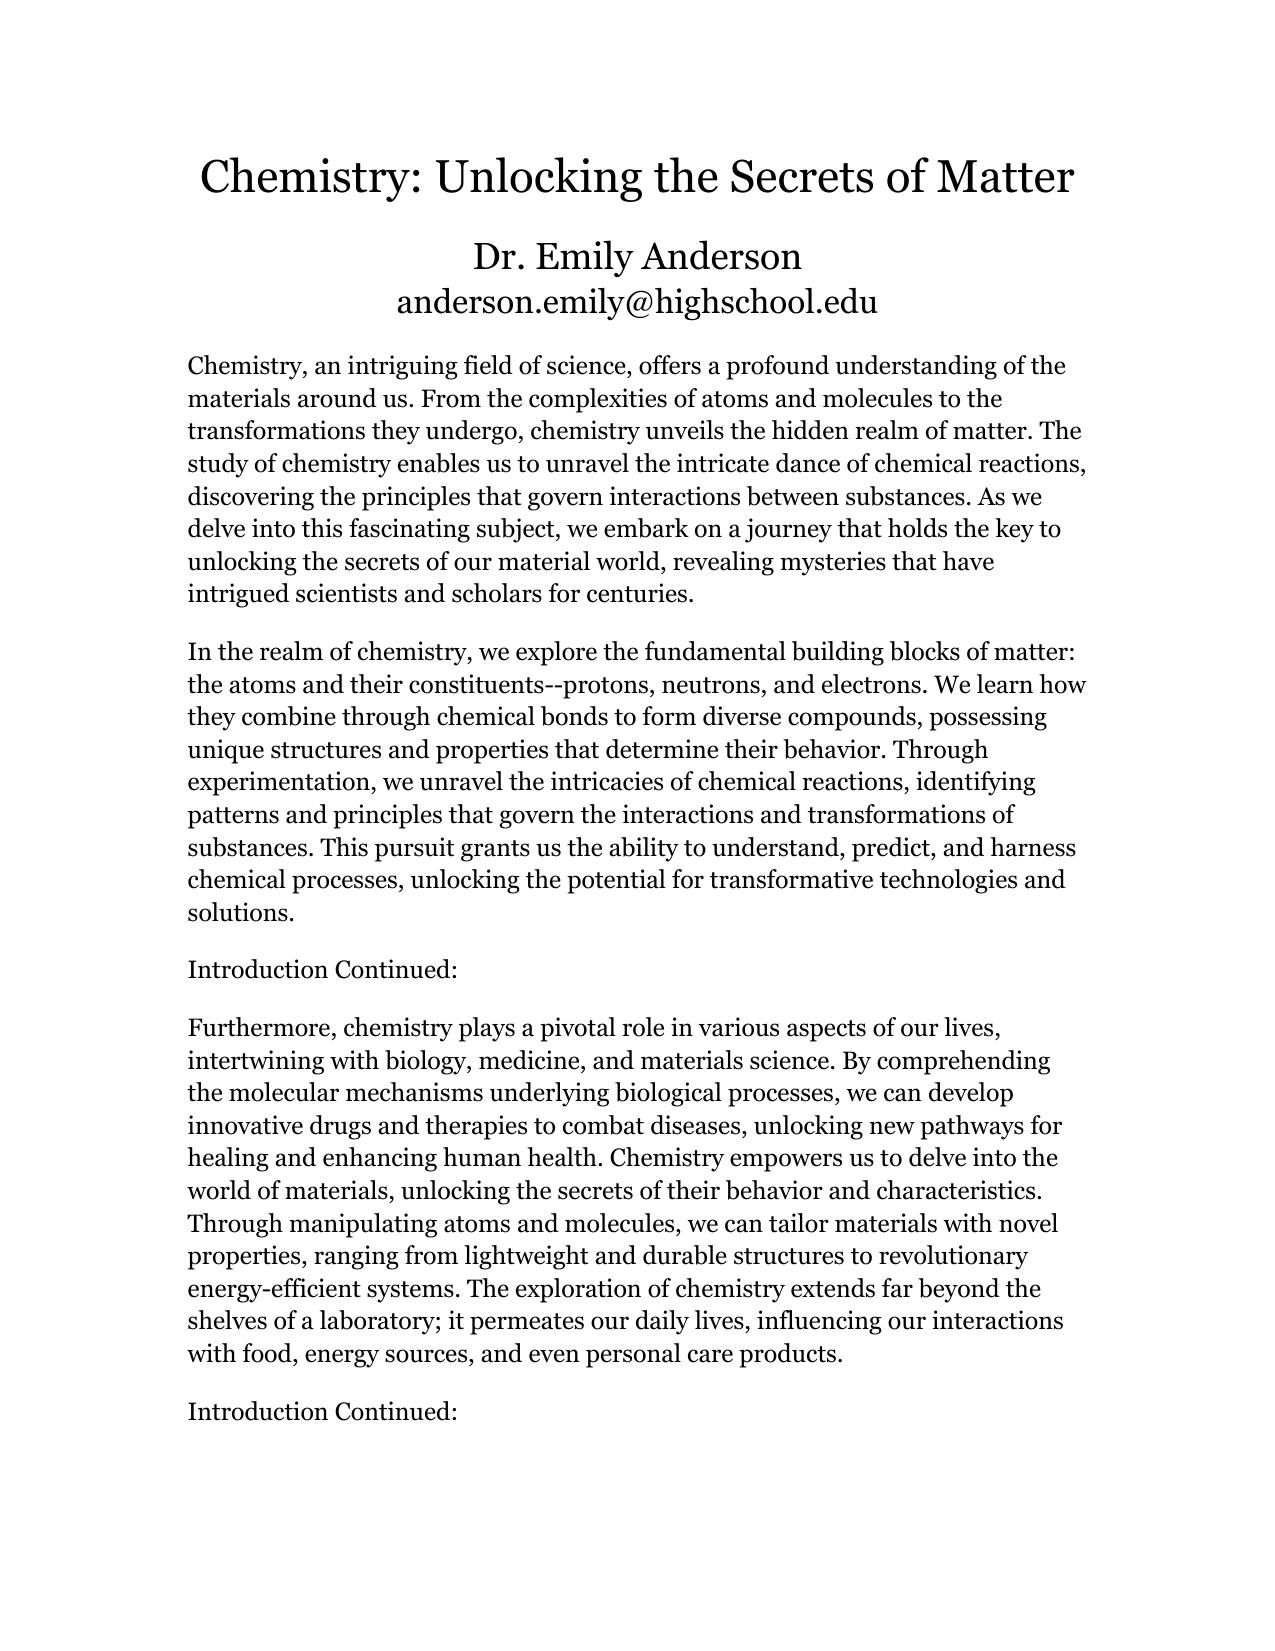 Chemistry: Unlocking the Secrets of Matter
Dr. Emily Anderson
anderson.emily@highschool.edu
Chemistry, an intriguing field of science, offers a profound understanding of the
materials around us. From the complexities of atoms and molecules to the
transformations they undergo, chemistry unveils the hidden realm of matter. The
study of chemistry enables us to unravel the intricate dance of chemical reactions,
discovering the principles that govern interactions between substances. As we
delve into this fascinating subject, we embark on a journey that holds the key to
unlocking the secrets of our material world, revealing mysteries that have
intrigued scientists and scholars for centuries.
In the realm of chemistry, we explore the fundamental building blocks of matter:
the atoms and their constituents--protons, neutrons, and electrons. We learn how
they combine through chemical bonds to form diverse compounds, possessing
unique structures and properties that determine their behavior. Through
experimentation, we unravel the intricacies of chemical reactions, identifying
patterns and principles that govern the interactions and transformations of
substances. This pursuit grants us the ability to understand, predict, and harness
chemical processes, unlocking the potential for transformative technologies and
solutions.
Introduction Continued:
Furthermore, chemistry plays a pivotal role in various aspects of our lives,
intertwining with biology, medicine, and materials science. By comprehending
the molecular mechanisms underlying biological processes, we can develop
innovative drugs and therapies to combat diseases, unlocking new pathways for
healing and enhancing human health. Chemistry empowers us to delve into the
world of materials, unlocking the secrets of their behavior and characteristics.
Through manipulating atoms and molecules, we can tailor materials with novel
properties, ranging from lightweight and durable structures to revolutionary
energy-efficient systems. The exploration of chemistry extends far beyond the
shelves of a laboratory; it permeates our daily lives, influencing our interactions
with food, energy sources, and even personal care products.
Introduction Continued: